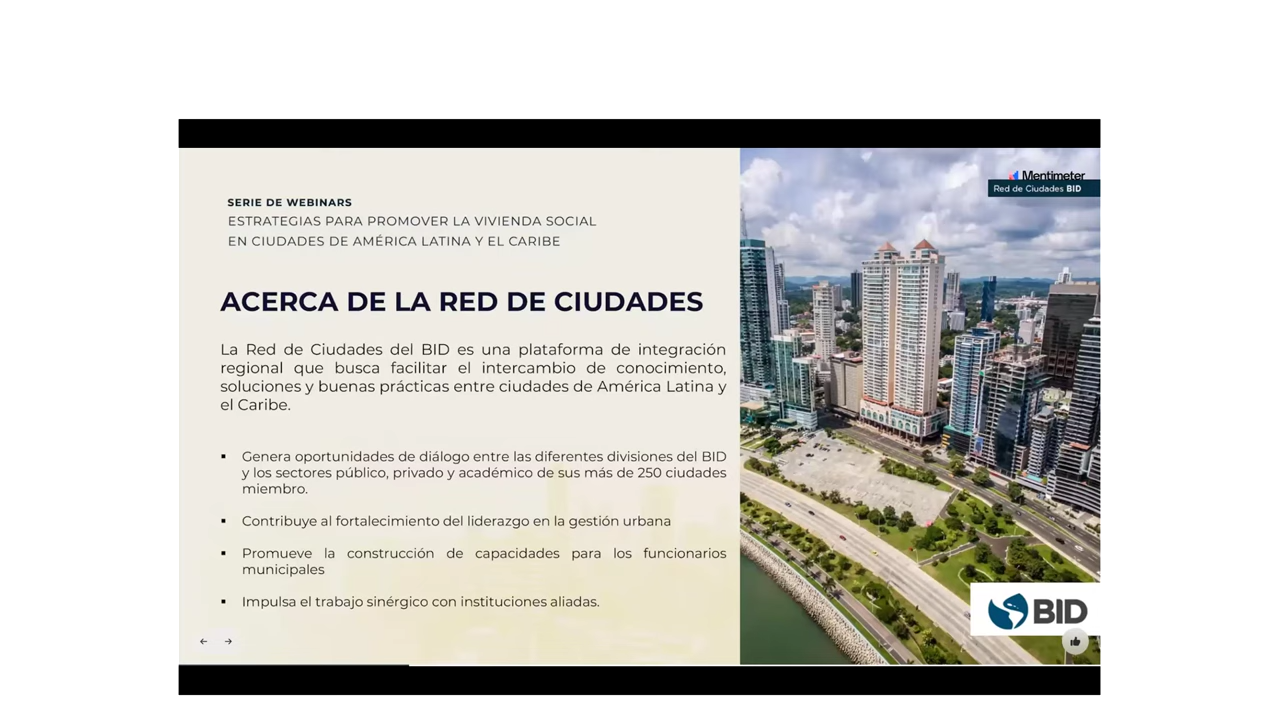 SERIE DE WEBINARS
ESTRATEGIAS PARA PROMOVER LA VIVIENDA SOCIAL
EN CIUDADES DE AMÉRICA LATINA Y EL CARIBE
Mentimeter
Red de Ciudades BID
ACERCA DE LA RED DE CIUDADES
La Red de Ciudades del BID es una plataforma de integración
regional que busca facilitar el intercambio de conocimiento,
soluciones y buenas prácticas entre ciudades de América Latina y
el Caribe.
▪ Genera oportunidades de diálogo entre las diferentes divisiones del BID
y los sectores público, privado y académico de sus más de 250 ciudades
miembro.
▪ Contribuye al fortalecimiento del liderazgo en la gestión urbana
▪ Promueve la construcción de capacidades para los funcionarios
municipales
▪ Impulsa el trabajo sinérgico con instituciones aliadas.
BID